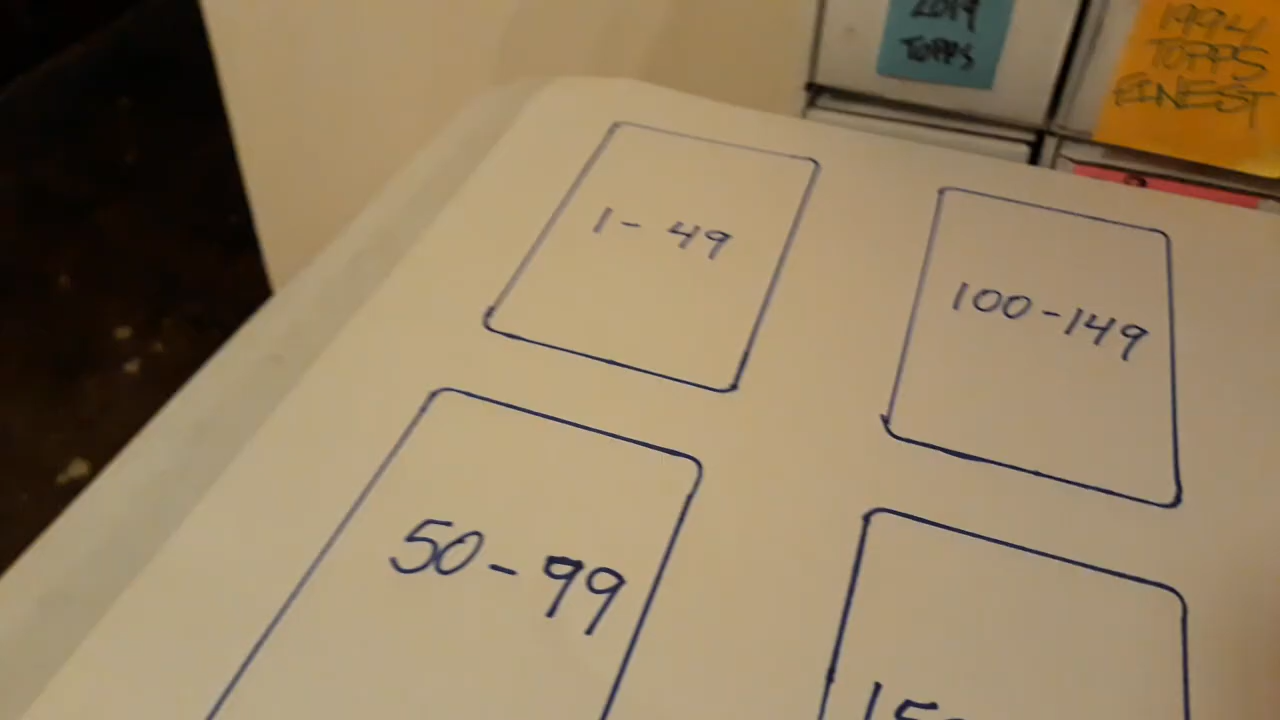 2019
TOPPS
1994
TOPPS
FINEST
1 - 49
100 - 149
50 - 99